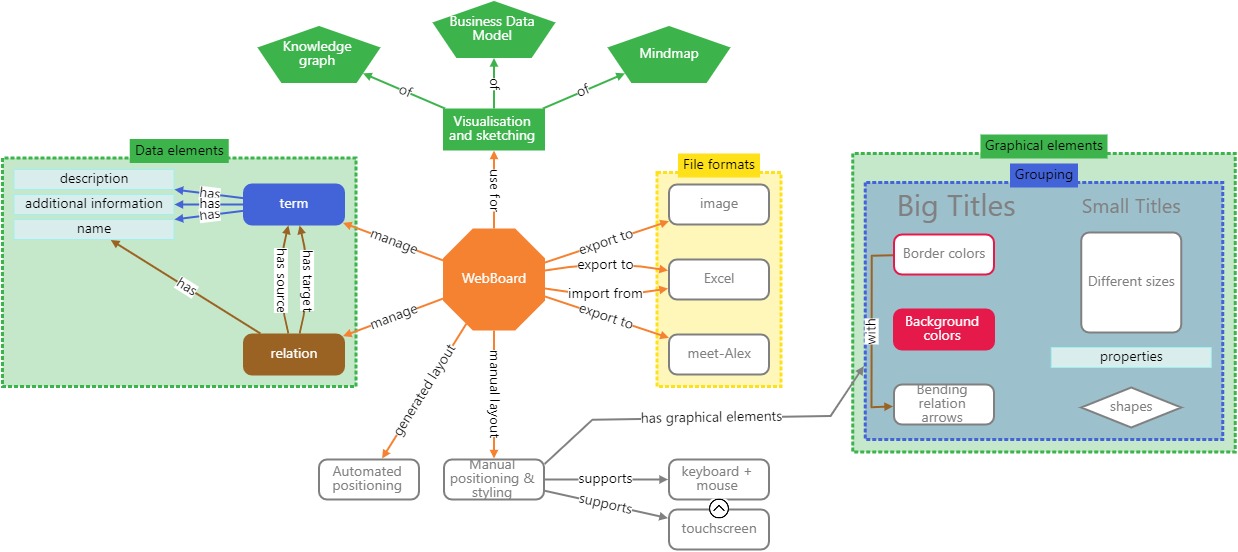 Business Data
Model
Knowledge
graph
Mindmap
of
of
of
Visualisation
and sketching
Data elements
description
additional information
name
has
has
has
term
has
has source
has target
relation
use for
manage
manage
WebBoard
export to
export to
import from
export to
File formats
image
Excel
meet-Alex
generated layout
manual layout
Automated
positioning
Manual
positioning &
styling
has graphical elements
supports
supports
keyboard +
mouse
touchscreen
Graphical elements
Grouping
Big Titles
Small Titles
Border colors
Different sizes
with
Background
colors
properties
Bending
relation
arrows
shapes